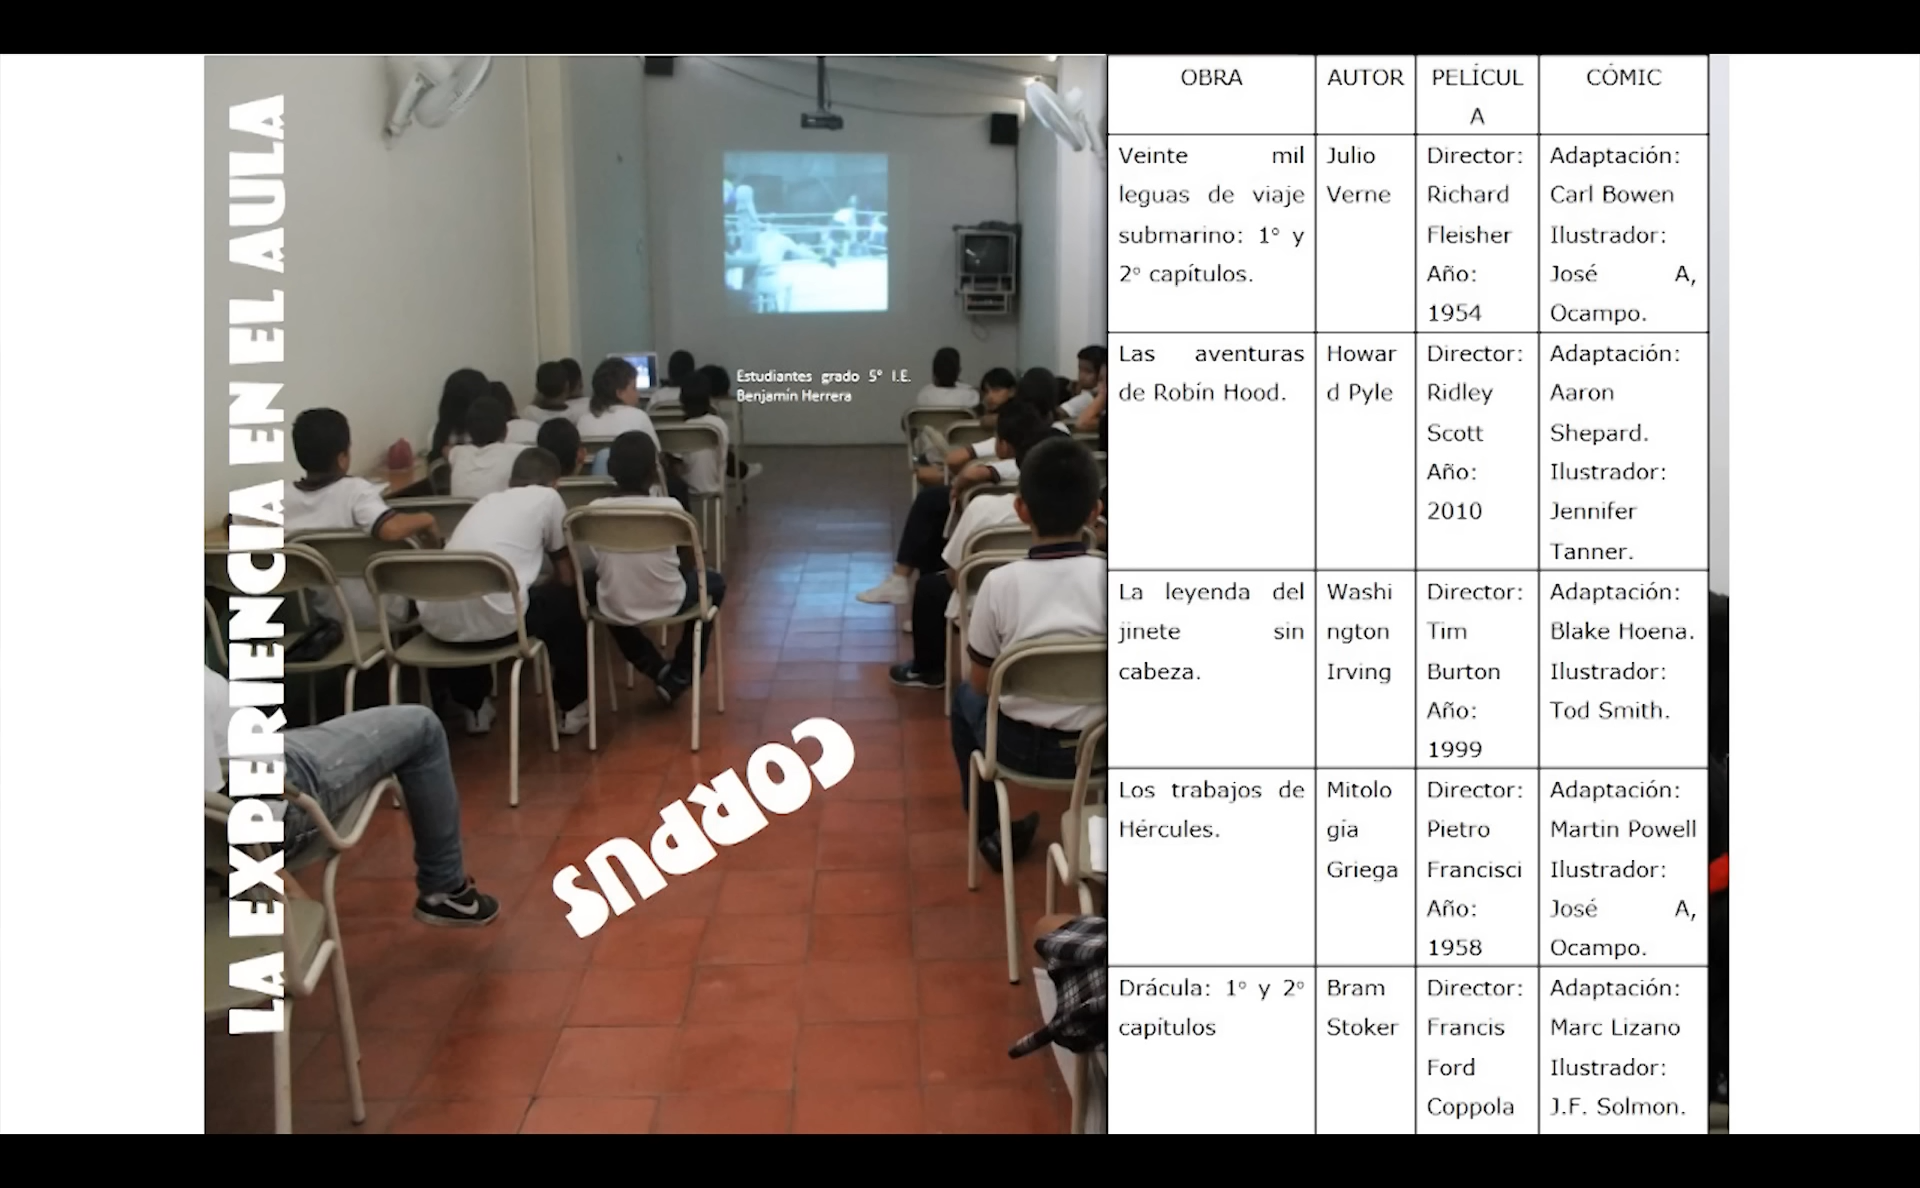 LA EXPERIENCIA EN EL AULA
Estudiantes grado 5° I.E.
Benjamín Herrera
CORPUS
OBRA
AUTOR
PELÍCUL
A
CÓMIC
Veinte mil
leguas de viaje
submarino: 1° y
2° capítulos.
Julio
Verne
Director:
Richard
Fleisher
Año:
1954
Adaptación:
Carl Bowen
Ilustrador:
José A,
Ocampo.
Las aventuras
de Robín Hood.
Howar
d Pyle
Director:
Ridley
Scott
Año:
2010
Adaptación:
Aaron
Shepard.
Ilustrador:
Jennifer
Tanner.
La leyenda del
jinete sin
cabeza.
Washi
ngton
Irving
Director:
Tim
Burton
Año:
1999
Adaptación:
Blake Hoena.
Ilustrador:
Tod Smith.
Los trabajos de
Hércules.
Mitolo
gía
Griega
Director:
Pietro
Francisci
Año:
1958
Adaptación:
Martin Powell
Ilustrador:
José A,
Ocampo.
Drácula: 1° y 2°
capítulos
Bram
Stoker
Director:
Francis
Ford
Coppola
Adaptación:
Marc Lizano
Ilustrador:
J.F. Solmon.